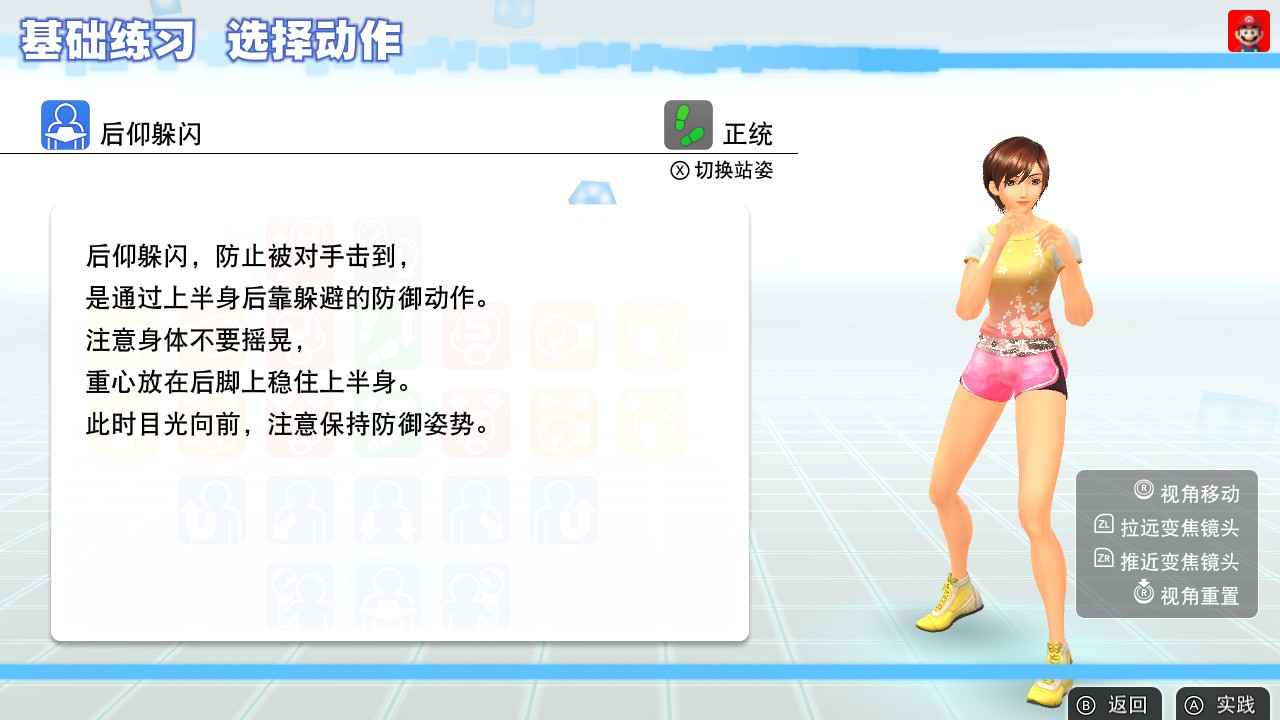 基础练习 选择动作
后仰躲闪
正统
Ⓧ切换站姿
后仰躲闪，防止被对手击到，
是通过上半身后靠躲避的防御动作。
注意身体不要摇晃，
重心放在后脚上稳住上半身。
此时目光向前，注意保持防御姿势。
Ⓡ 视角移动
ZL 拉远变焦镜头
ZR 推近变焦镜头
Ⓡ 视角重置
Ⓑ 返回
Ⓐ 实践